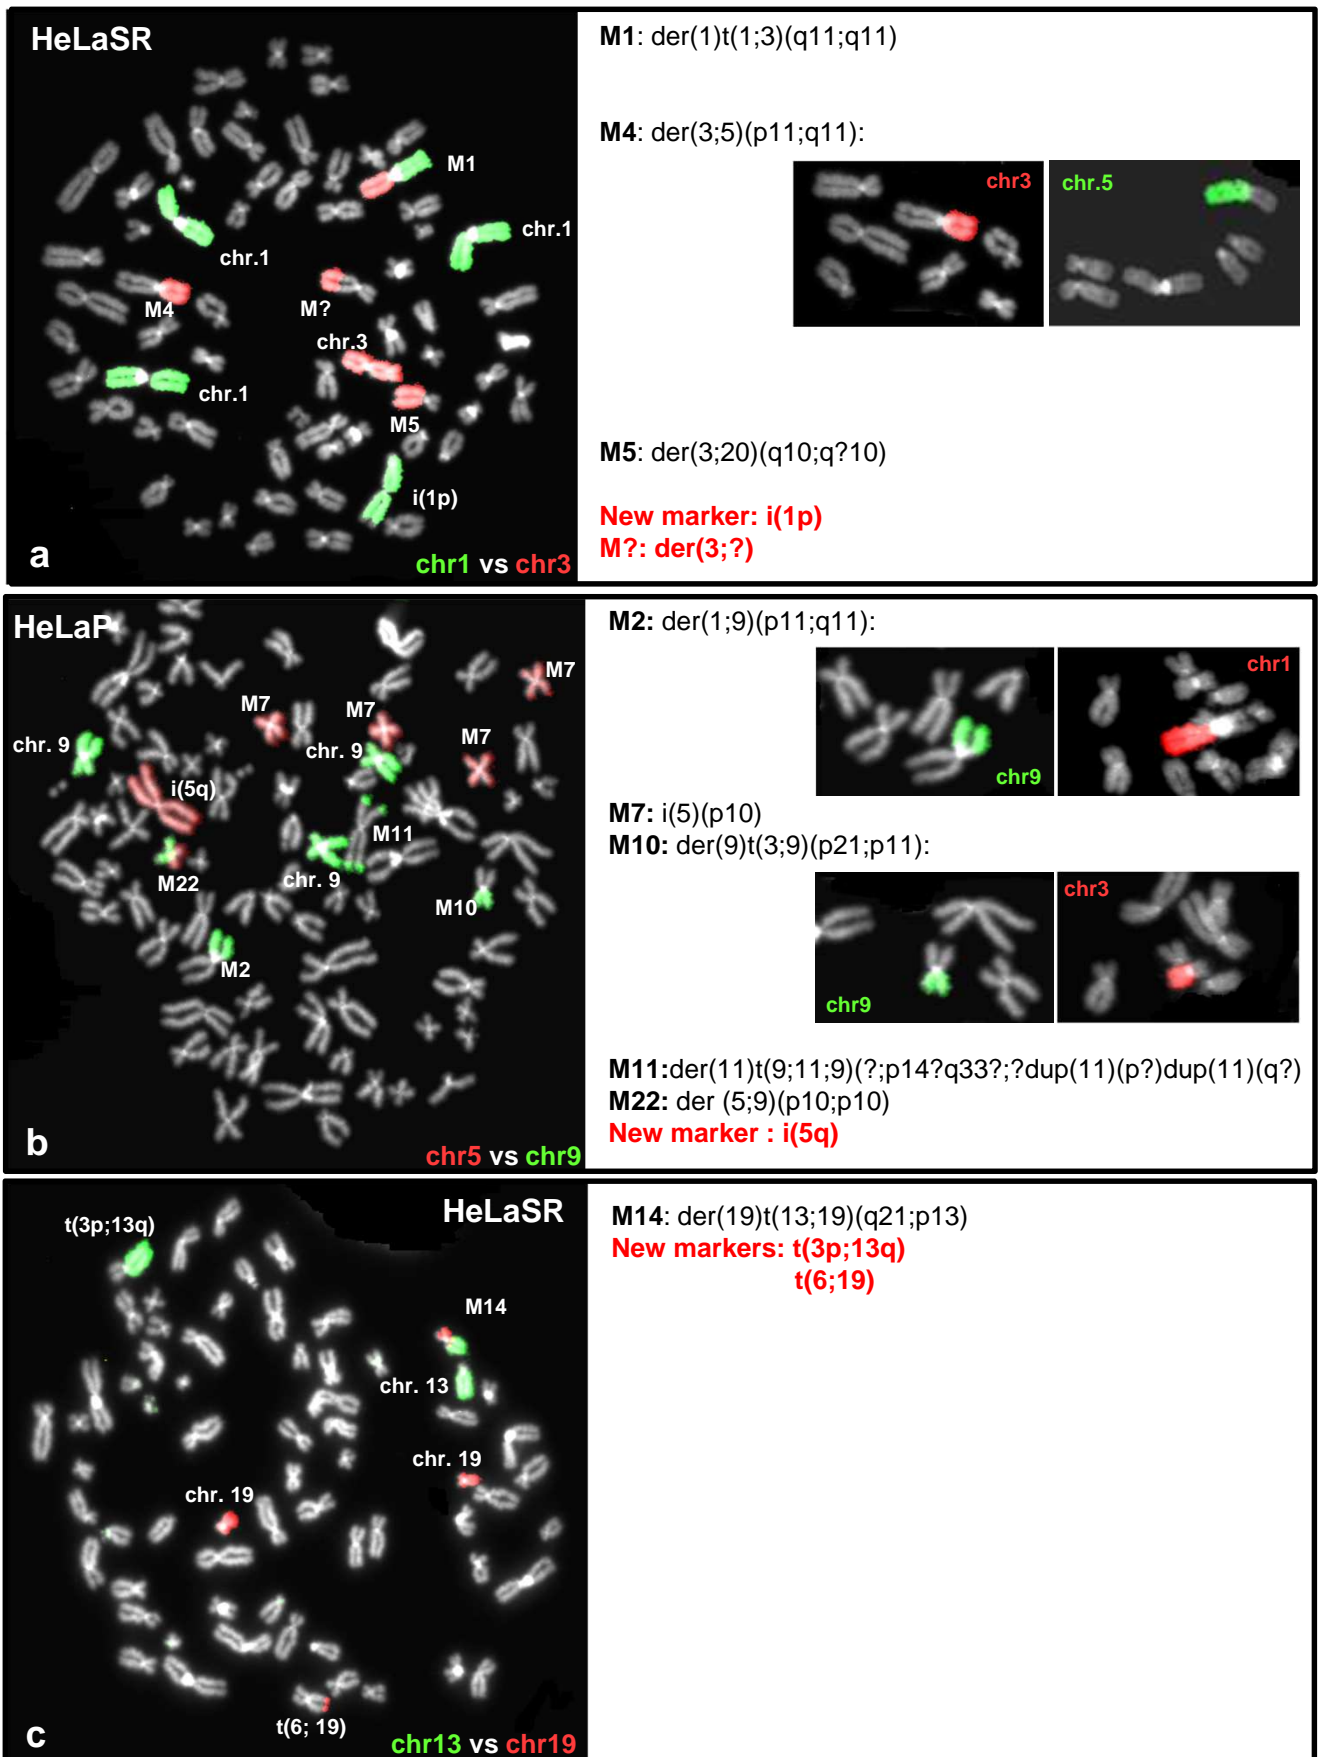 HeLaSR
M1
chr.1
chr.1
M4
M?
chr.3
chr.1
M5
i(1p)
a
chr1 vs chr3
M1: der(1)t(1;3)(q11;q11)
M4: der(3;5)(p11;q11):
chr3
chr.5
M5: der(3;20)(q10;q?10)
New marker: i(1p)
M?: der(3;?)
HeLaP
M7
M7
M7
chr. 9
chr. 9
M7
i(5q)
M11
M22
chr. 9
M10
M2
b
chr5 vs chr9
M2: der(1;9)(p11;q11):
chr9
chr1
M7: i(5)(p10)
M10: der(9)t(3;9)(p21;p11):
chr9
chr3
M11:der(11)t(9;11;9)(?;p14?q33?;?dup(11)(p?)dup(11)(q?)
M22: der (5;9)(p10;p10)
New marker : i(5q)
HeLaSR
t(3p;13q)
M14
chr. 13
chr. 19
chr. 19
t(6; 19)
c
chr13 vs chr19
M14: der(19)t(13;19)(q21;p13)
New markers: t(3p;13q)
t(6;19)